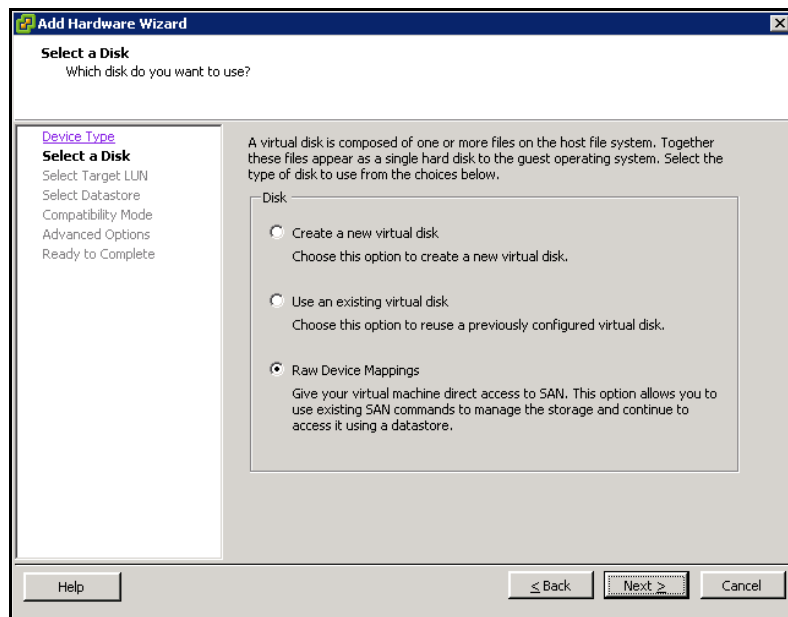 Add Hardware Wizard
Select a Disk
Which disk do you want to use?
Device Type
Select a Disk
Select Target LUN
Select Datastore
Compatibility Mode
Advanced Options
Ready to Complete
A virtual disk is composed of one or more files on the host file system. Together
these files appear as a single hard disk to the guest operating system. Select the
type of disk to use from the choices below.
Disk
Create a new virtual disk
Choose this option to create a new virtual disk.
Use an existing virtual disk
Choose this option to reuse a previously configured virtual disk.
Raw Device Mappings
Give your virtual machine direct access to SAN. This option allows you to
use existing SAN commands to manage the storage and continue to
access it using a datastore.
Help
< Back
Next >
Cancel